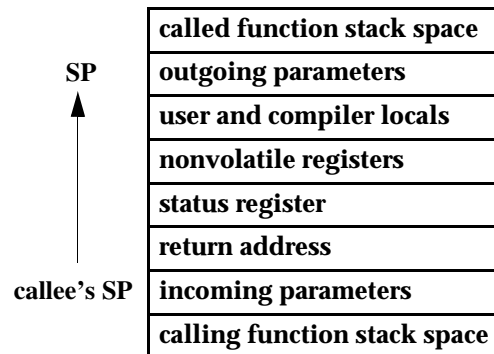 called function stack space
SP
outgoing parameters
user and compiler locals
nonvolatile registers
status register
return address
callee's SP
incoming parameters
calling function stack space